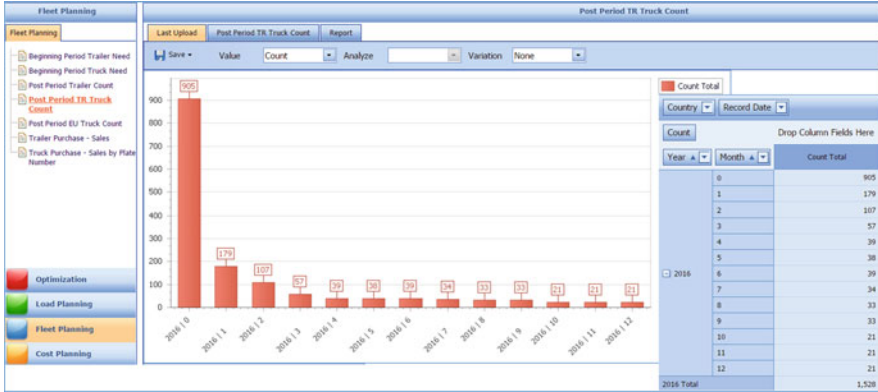 Fleet Planning
Post Period TR Truck Count
Fleet Planning
Beginning Period Trailer Need
Beginning Period Truck Need
Post Period Trailer Count
Post Period TR Truck
Count
Post Period EU Truck Count
Trailer Purchase - Sales
Truck Purchase - Sales by Plate
Number
Optimization
Load Planning
Fleet Planning
Cost Planning
Last Upload Post Period TR Truck Count Report
Save Value Count Analyze Variation None
900
800
700
600
500
400
300
200
100
0
905 179 107 57 39 38 39 34 33 33 21 21 21
2016 | 0 2016 | 1 2016 | 2 2016 | 3 2016 | 4 2016 | 5 2016 | 6 2016 | 7 2016 | 8 2016 | 9 2016 | 10 2016 | 11 2016 | 12
Count Total
Country Record Date
Count Drop Column Fields Here
Year Month Count Total
0 905
1 179
2 107
3 57
4 39
5 38
2016 6 39
7 34
8 33
9 33
10 21
11 21
12 21
2016 Total 1,528